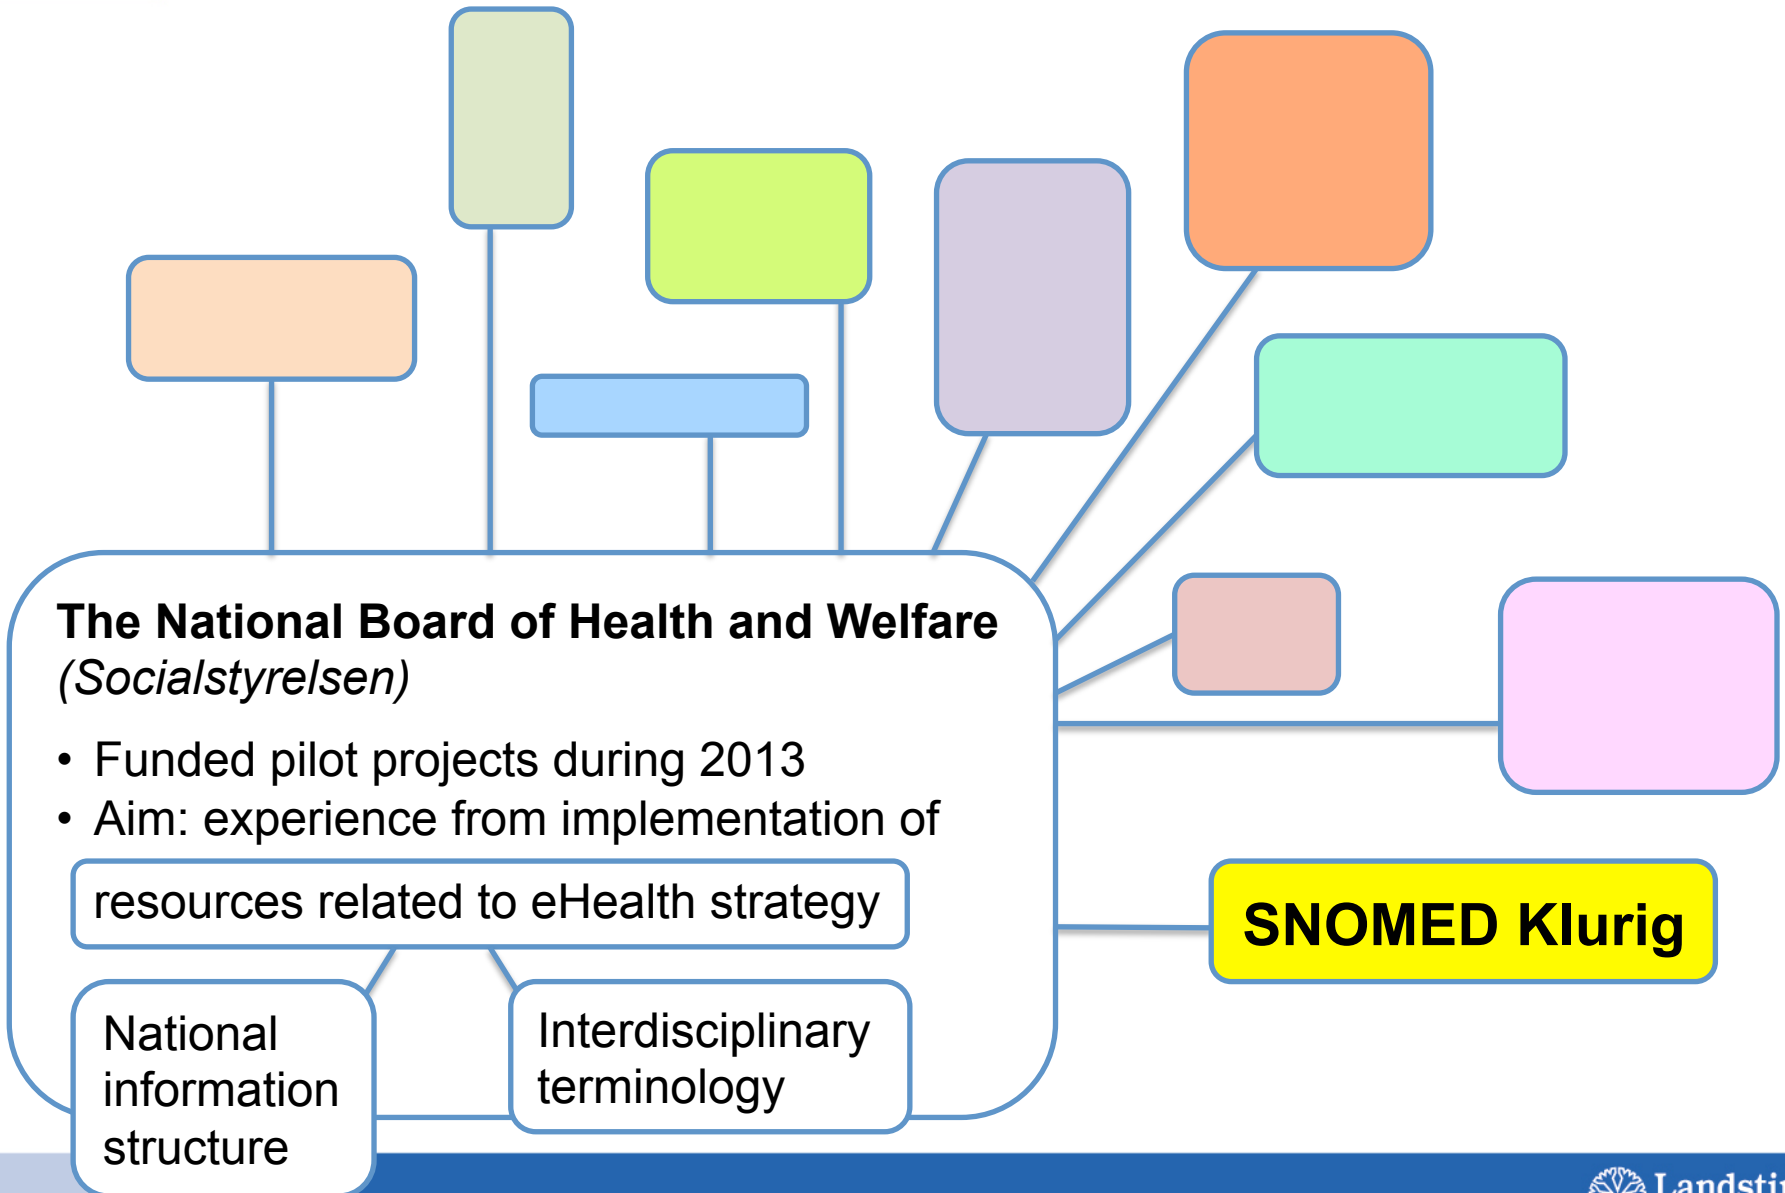 The National Board of Health and Welfare
(Socialstyrelsen)
• Funded pilot projects during 2013
• Aim: experience from implementation of
resources related to eHealth strategy
National
information
structure
Interdisciplinary
terminology
SNOMED Klurig